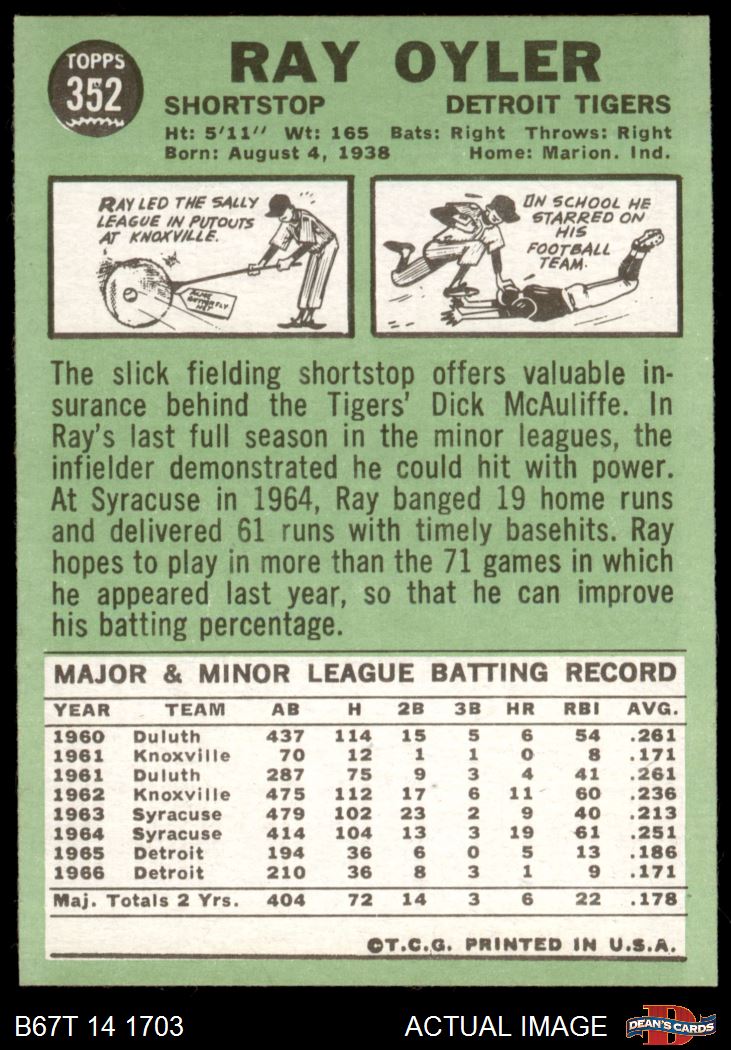 TOPPS
352
RAY OYLER
SHORTSTOP DETROIT TIGERS
Ht: 5'11" Wt: 165 Bats: Right Throws: Right
Born: August 4, 1938 Home: Marion. Ind.
RAY LED THE SALLY
LEAGUE IN PUTOUTS
AT KNOXVILLE.
ON SCHOOL HE
STARRED ON
HIS
FOOTBALL
TEAM.
The slick fielding shortstop offers valuable in-
surance behind the Tigers' Dick McAuliffe. In
Ray's last full season in the minor leagues, the
infielder demonstrated he could hit with power.
At Syracuse in 1964, Ray banged 19 home runs
and delivered 61 runs with timely basehits. Ray
hopes to play in more than the 71 games in which
he appeared last year, so that he can improve
his batting percentage.
MAJOR & MINOR LEAGUE BATTING RECORD
YEAR TEAM AB H 2B 3B HR RBI AVG.
1960 Duluth 437 114 15 5 6 54 .261
1961 Knoxville 70 12 1 1 0 8 .171
1961 Duluth 287 75 9 3 4 41 .261
1962 Knoxville 475 112 17 6 11 60 .236
1963 Syracuse 479 102 23 2 9 40 .213
1964 Syracuse 414 104 13 3 19 61 .251
1965 Detroit 194 36 6 0 5 13 .186
1966 Detroit 210 36 8 3 1 9 .171
Maj. Totals 2 Yrs. 404 72 14 3 6 22 .178
©T.C.G. PRINTED IN U.S.A.
B67T 14 1703 ACTUAL IMAGE DEAN'S CARDS